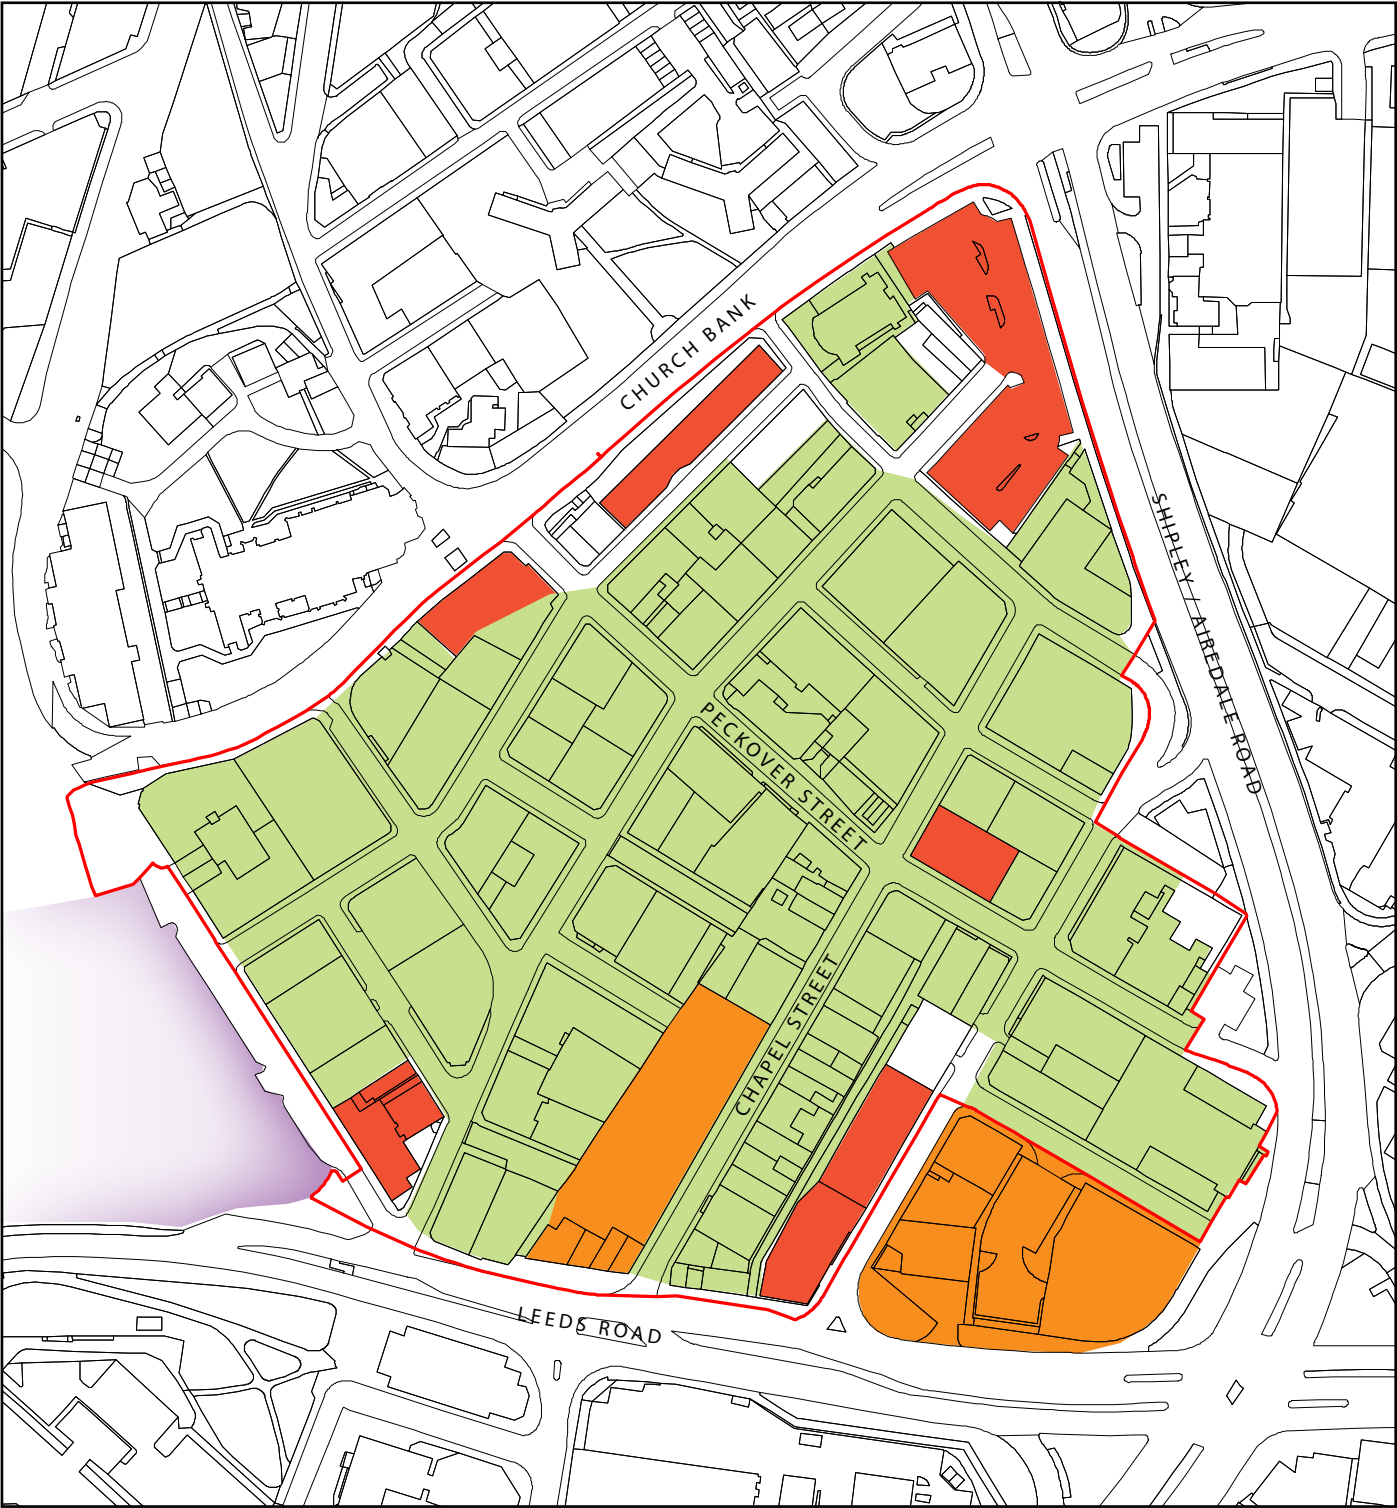 CHURCH BANK
SHIPLEY / AIREDALE ROAD
PECKOVER STREET
CHAPEL STREET
LEEDS ROAD